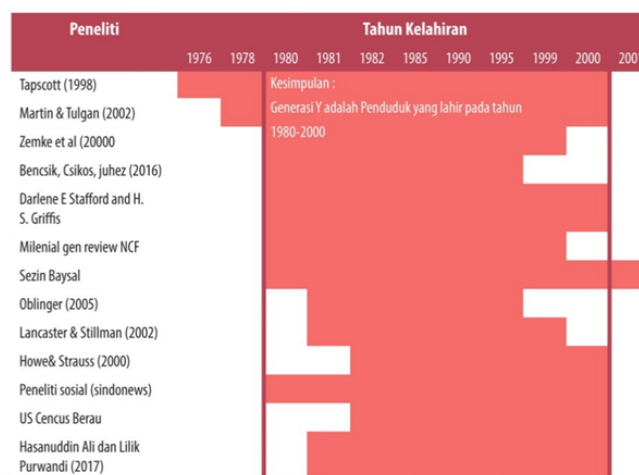 Peneliti
Tahun Kelahiran
1976 1978 1980 1981 1982 1985 1990 1995 1999 2000 200
Tapscott (1998)
Kesimpulan :
Martin & Tulgan (2002)
Generasi Y adalah Penduduk yang lahir pada tahun
1980-2000
Zemke et al (20000
Bencsik, Csikos, juhez (2016)
Darlene E Stafford and H.
S. Griffis
Milenial gen review NCF
Sezin Baysal
Oblinger (2005)
Lancaster & Stillman (2002)
Howe& Strauss (2000)
Peneliti sosial (sindonews)
US Cencus Berau
Hasanuddin Ali dan Lilik
Purwandi (2017)